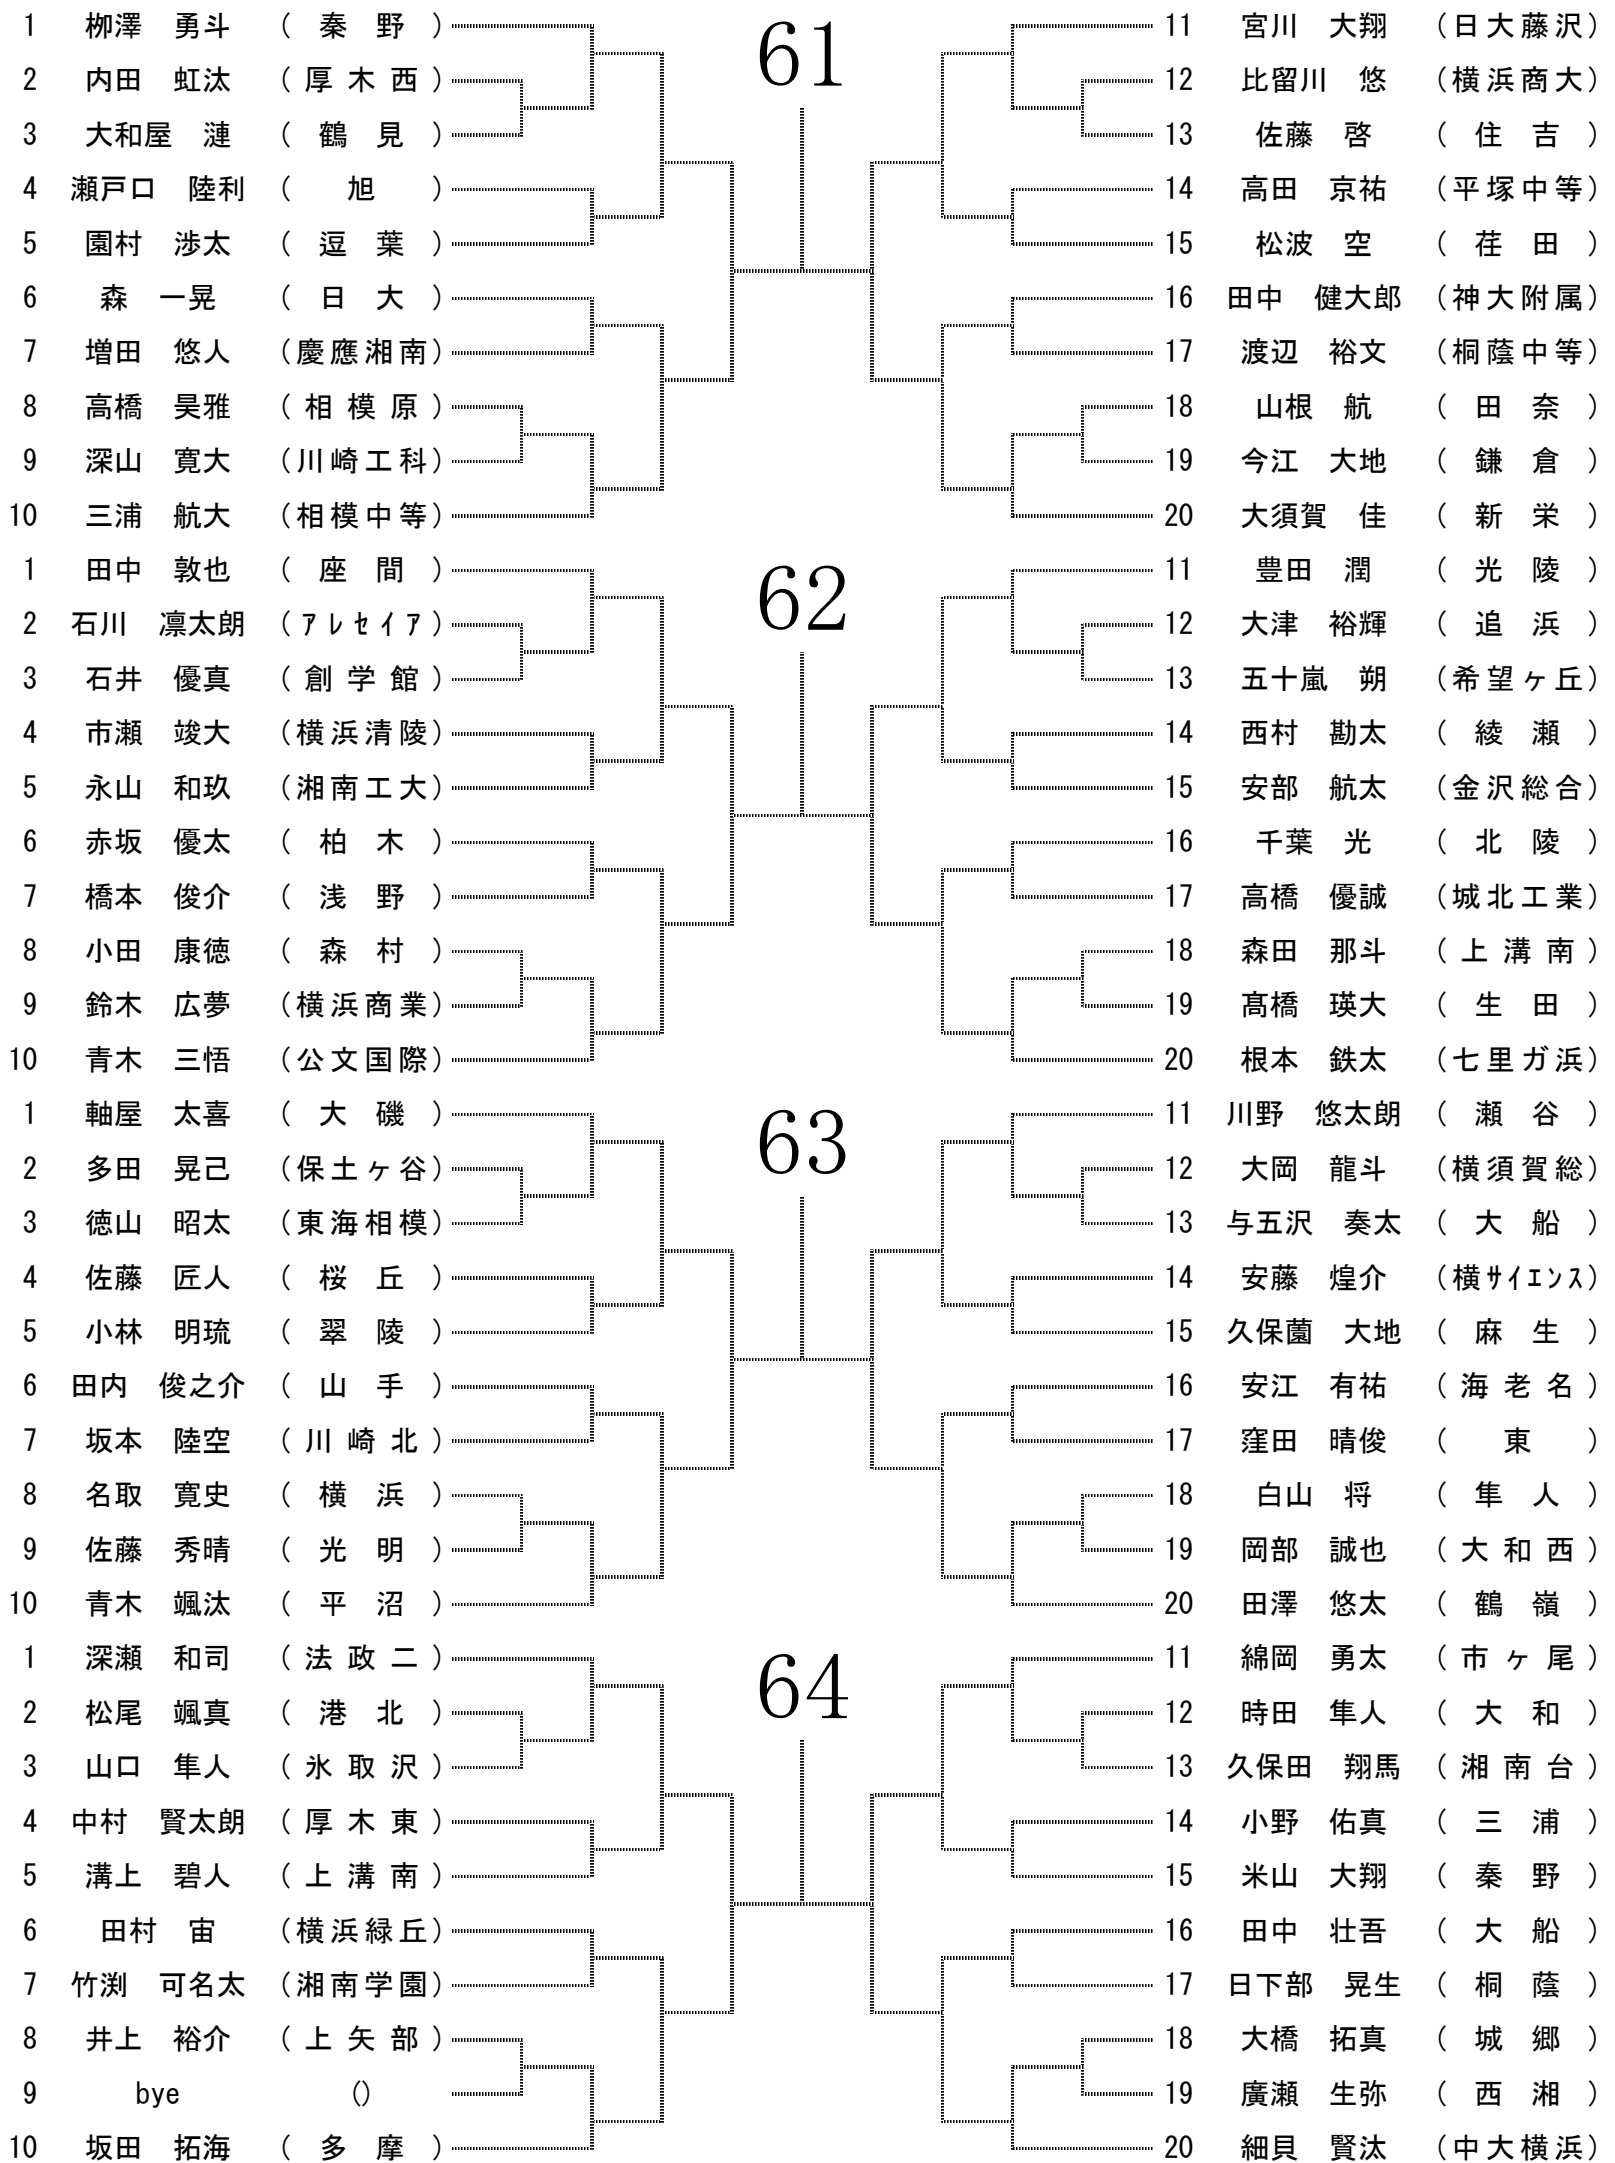 61
1 栁澤 勇斗 (秦野)
2 内田 虹汰 (厚木西)
3 大和屋 漣 (鶴見)
4 瀬戸口 陸利 (旭)
5 園村 渉太 (逗葉)
6 森 一晃 (日大)
7 増田 悠人 (慶應湘南)
8 高橋 昊雅 (相模原)
9 深山 寛大 (川崎工科)
10 三浦 航大 (相模中等)
11 宮川 大翔 (日大藤沢)
12 比留川 悠 (横浜商大)
13 佐藤 啓 (住吉)
14 高田 京祐 (平塚中等)
15 松波 空 (荏田)
16 田中 健大郎 (神大附属)
17 渡辺 裕文 (桐蔭中等)
18 山根 航 (田奈)
19 今江 大地 (鎌倉)
20 大須賀 佳 (新栄)
62
1 田中 敦也 (座間)
2 石川 凛太朗 (ｱﾚｾｲｱ)
3 石井 優真 (創学館)
4 市瀬 竣大 (横浜清陵)
5 永山 和玖 (湘南工大)
6 赤坂 優太 (柏木)
7 橋本 俊介 (浅野)
8 小田 康徳 (森村)
9 鈴木 広夢 (横浜商業)
10 青木 三悟 (公文国際)
11 豊田 潤 (光陵)
12 大津 裕輝 (追浜)
13 五十嵐 朔 (希望ヶ丘)
14 西村 勘太 (綾瀬)
15 安部 航太 (金沢総合)
16 千葉 光 (北陵)
17 高橋 優誠 (城北工業)
18 森田 那斗 (上溝南)
19 髙橋 瑛大 (生田)
20 根本 鉄太 (七里ガ浜)
63
1 軸屋 太喜 (大磯)
2 多田 晃己 (保土ヶ谷)
3 徳山 昭太 (東海相模)
4 佐藤 匠人 (桜丘)
5 小林 明琉 (翠陵)
6 田内 俊之介 (山手)
7 坂本 陸空 (川崎北)
8 名取 寛史 (横浜)
9 佐藤 秀晴 (光明)
10 青木 颯汰 (平沼)
11 川野 悠太朗 (瀬谷)
12 大岡 龍斗 (横須賀総)
13 与五沢 奏太 (大船)
14 安藤 煌介 (横ｻｲｴﾝｽ)
15 久保薗 大地 (麻生)
16 安江 有祐 (海老名)
17 窪田 晴俊 (東)
18 白山 将 (隼人)
19 岡部 誠也 (大和西)
20 田澤 悠太 (鶴嶺)
64
1 深瀬 和司 (法政二)
2 松尾 颯真 (港北)
3 山口 隼人 (氷取沢)
4 中村 賢太朗 (厚木東)
5 溝上 碧人 (上溝南)
6 田村 宙 (横浜緑丘)
7 竹渕 可名太 (湘南学園)
8 井上 裕介 (上矢部)
9 bye ()
10 坂田 拓海 (多摩)
11 綿岡 勇太 (市ヶ尾)
12 時田 隼人 (大和)
13 久保田 翔馬 (湘南台)
14 小野 佑真 (三浦)
15 米山 大翔 (秦野)
16 田中 壮吾 (大船)
17 日下部 晃生 (桐蔭)
18 大橋 拓真 (城郷)
19 廣瀬 生弥 (西湘)
20 細貝 賢汰 (中大横浜)